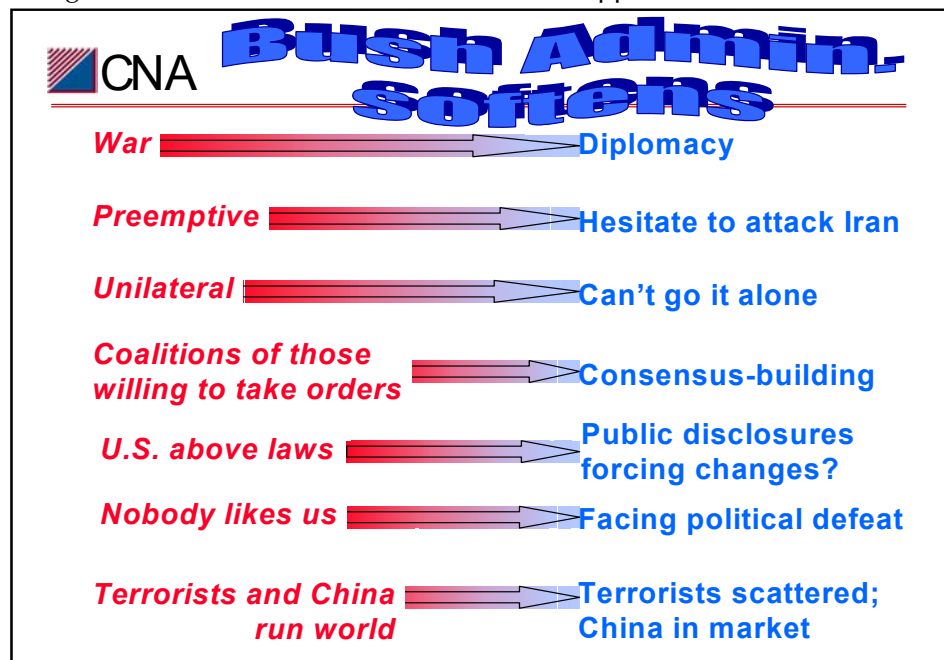 CNA
Bush Admin.
Softens
War Diplomacy
Preemptive Hesitate to attack Iran
Unilateral Can't go it alone
Coalitions of those
willing to take orders Consensus-building
U.S. above laws Public disclosures
forcing changes?
Nobody likes us Facing political defeat
Terrorists and China Terrorists scattered;
run world China in market